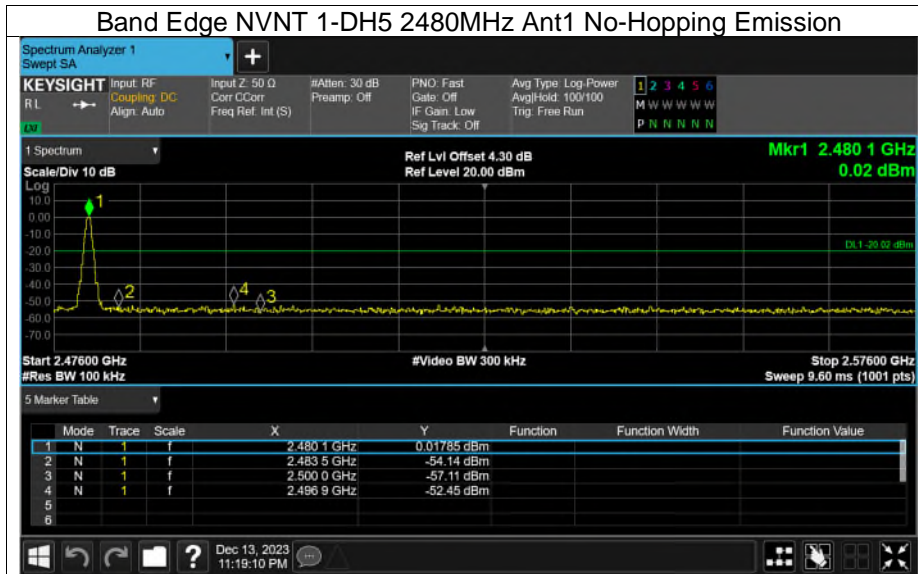 Band Edge NVNT 1-DH5 2480MHz Ant1 No-Hopping Emission
Spectrum Analyzer 1
Swept SA
+
KEYSIGHT Input: RF Input Z: 50 Ω #Atten: 30 dB PNO: Fast Avg Type: Log-Power 1 2 3 4 5 6
RL Coupling: DC Corr CCorr Preamp: Off Gate: Off Avg|Hold: 100/100 M W W W W W
Align: Auto Freq Ref: Int (S) IF Gain: Low Trig: Free Run
LXI Sig Track: Off P N N N N N
1 Spectrum Ref Lvl Offset 4.30 dB Mkr1 2.480 1 GHz
Scale/Div 10 dB Ref Level 20.00 dBm 0.02 dBm
Log
10.0
1
0.00
-10.0
-20.0
DL1 -20.02 dBm
-30.0
-40.0
2 4 3
-50.0
-60.0
-70.0
Start 2.47600 GHz #Video BW 300 kHz Stop 2.57600 GHz
#Res BW 100 kHz Sweep 9.60 ms (1001 pts)
5 Marker Table
Mode Trace Scale X Y Function Function Width Function Value
1 N 1 f 2.480 1 GHz 0.01785 dBm
2 N 1 f 2.483 5 GHz -54.14 dBm
3 N 1 f 2.500 0 GHz -57.11 dBm
4 N 1 f 2.496 9 GHz -52.45 dBm
5
6
? Dec 13, 2023
11:19:10 PM